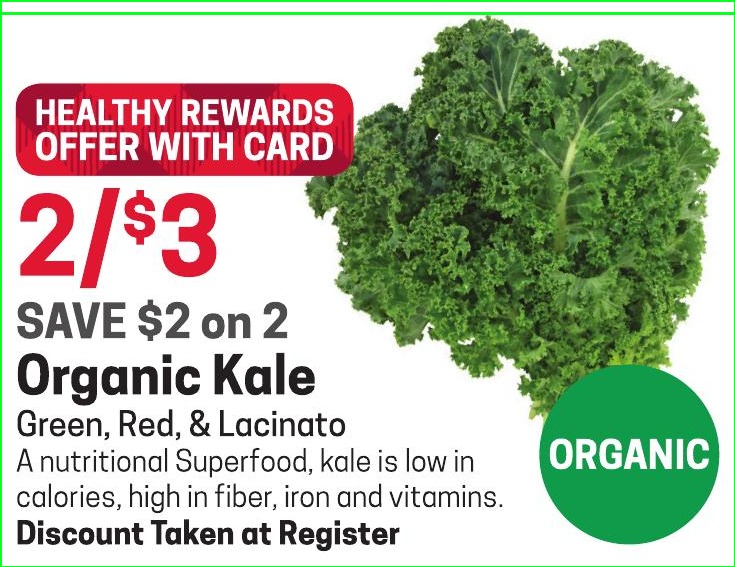 HEALTHY REWARDS
OFFER WITH CARD
2/$3
SAVE $2 on 2
Organic Kale
Green, Red, & Lacinato
A nutritional Superfood, kale is low in
calories, high in fiber, iron and vitamins.
Discount Taken at Register
ORGANIC